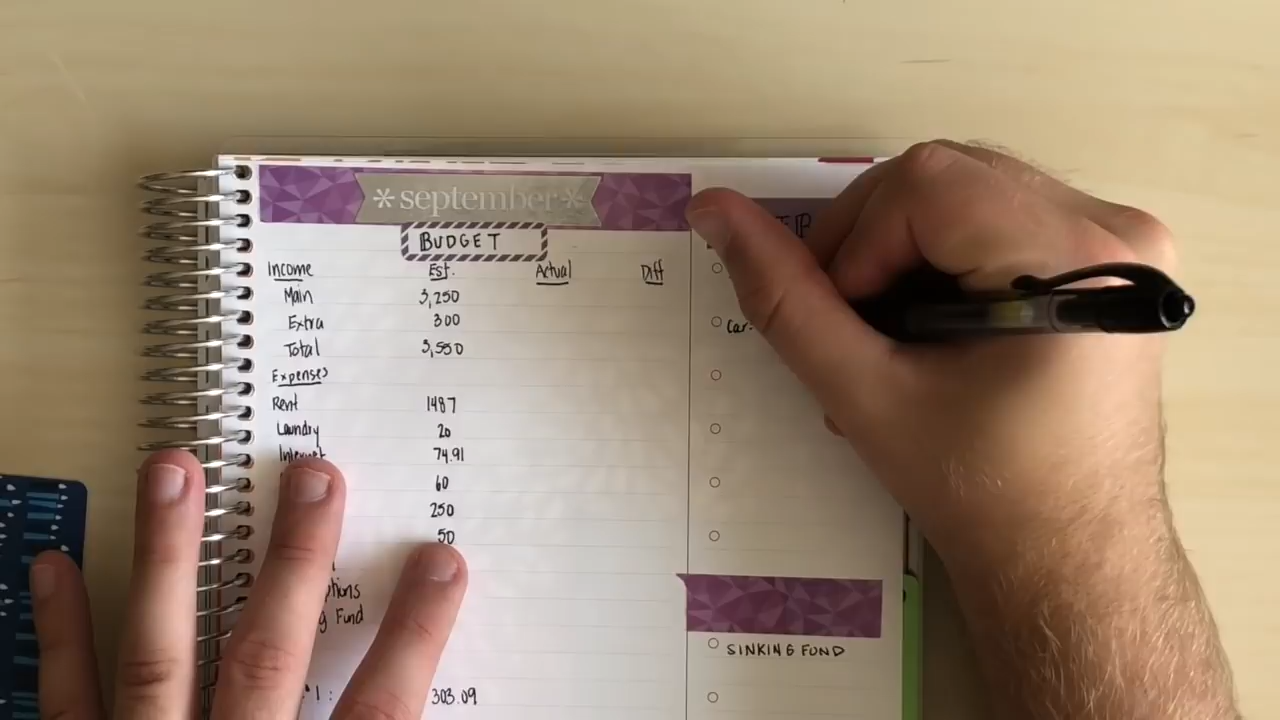 *september*
BUDGET
Income Est. Actual Diff
Main 3,250
Extra 300
Total 3,550
Expenses
Rent 1487
Laundry 20
Internet 74.91
60
250
50
Fund
1: 303.09
Car-
SINKING FUND